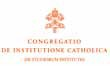 CONGREGATIO
DE INSTITUTIONE CATHOLICA
(DE STUDIORUM INSTITUTIS)